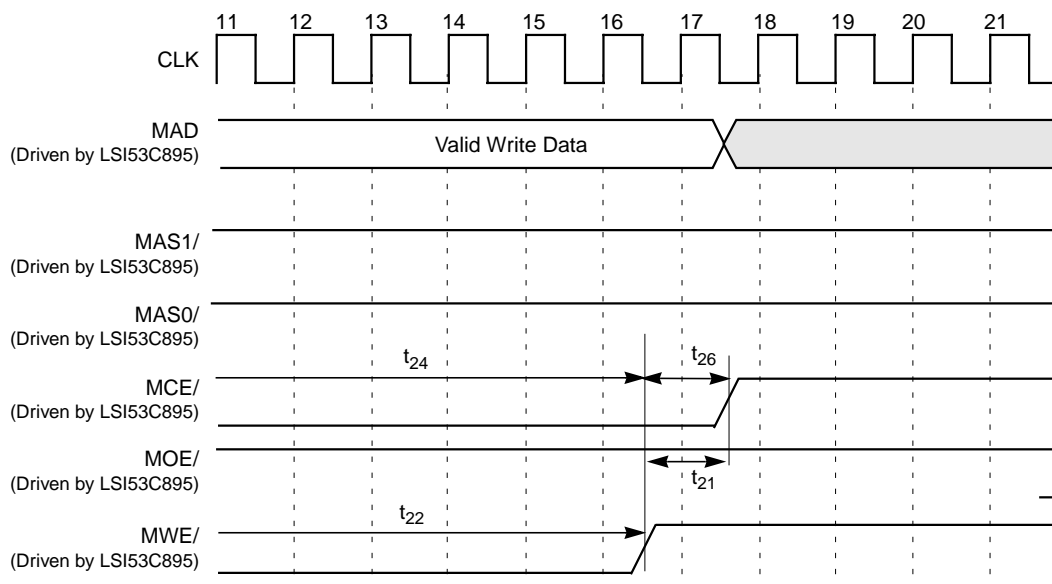 11 12 13 14 15 16 17 18 19 20 21
CLK
MAD
(Driven by LSI53C895)
Valid Write Data
MAS1/
(Driven by LSI53C895)
MAS0/
(Driven by LSI53C895)
t24 t26
MCE/
(Driven by LSI53C895)
MOE/
(Driven by LSI53C895)
t21
t22
MWE/
(Driven by LSI53C895)